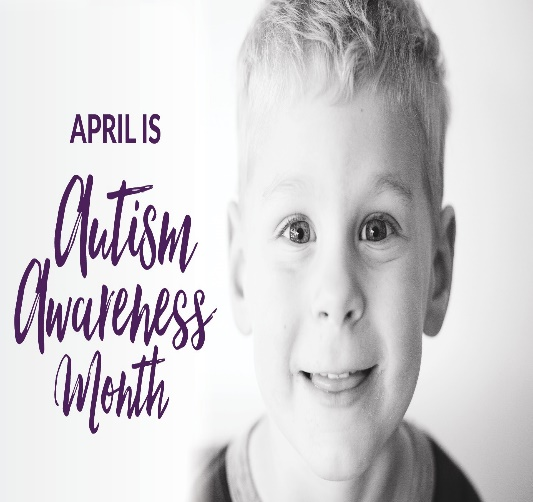 APRIL IS
Autism
Awareness
Month